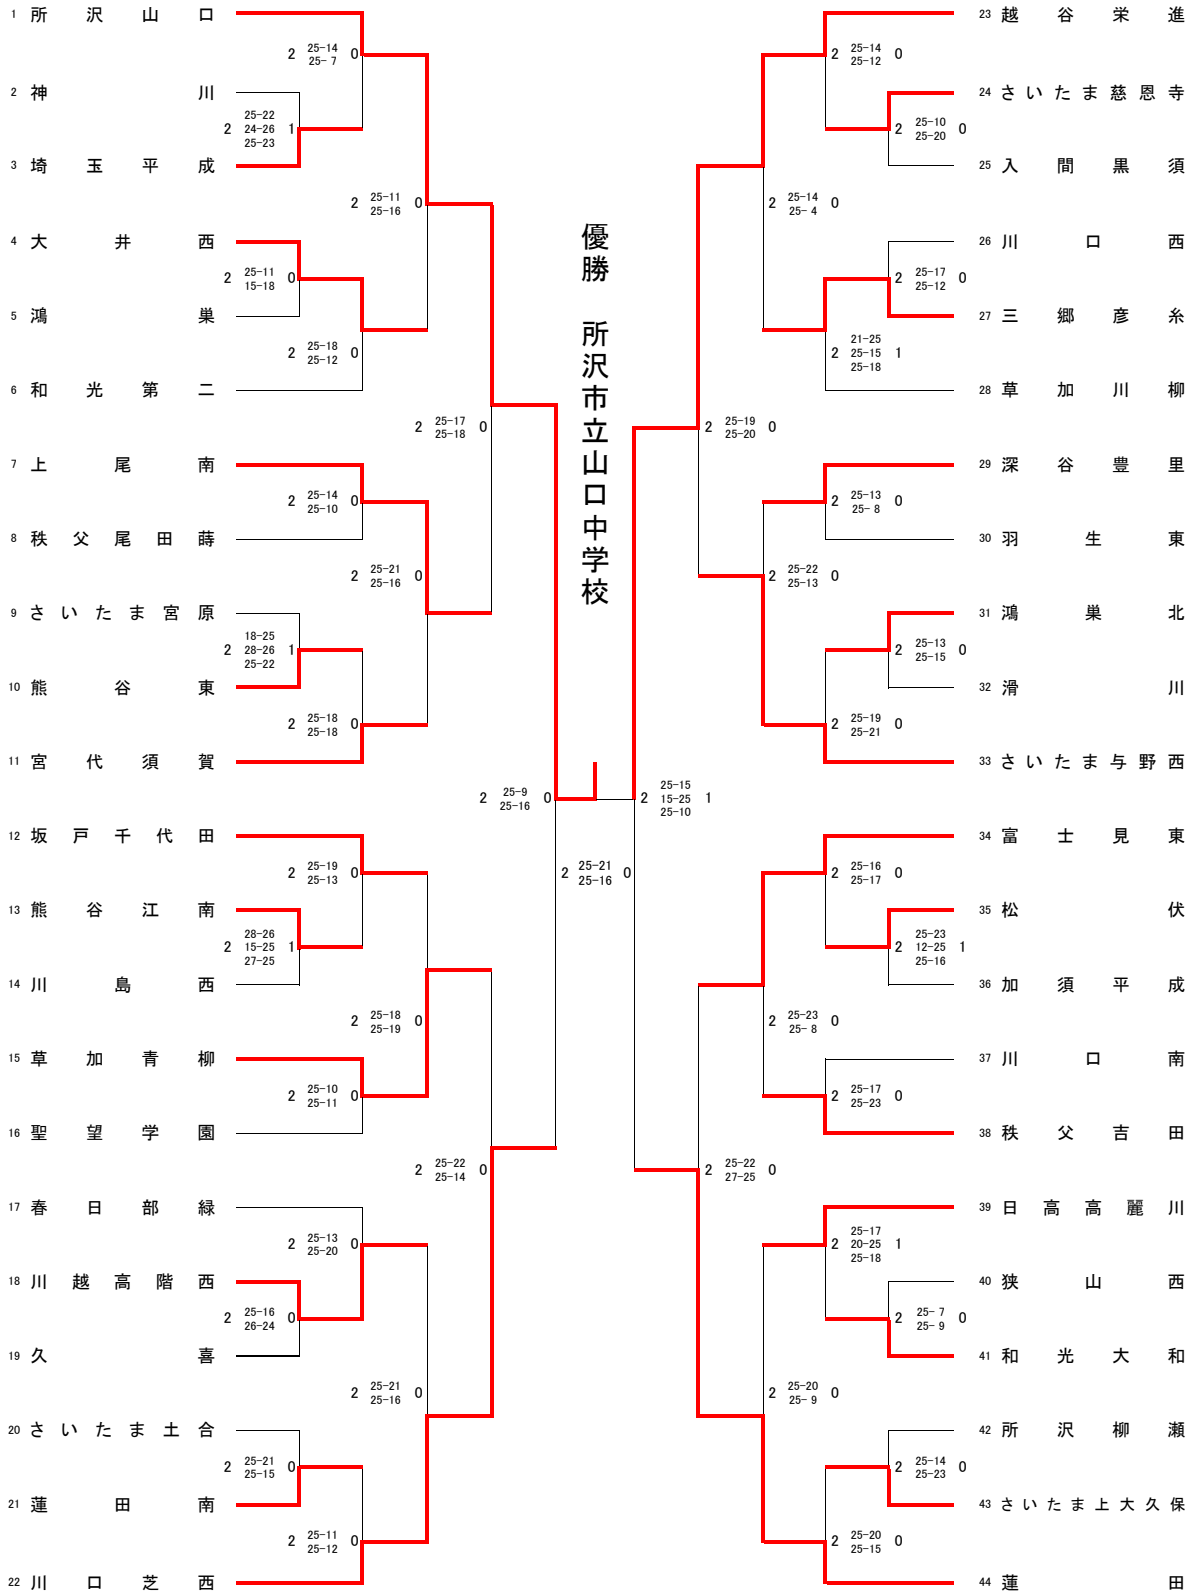 1 所沢山口
2 25-14 0
25- 7
2 神川
25-22
2 24-26 1
25-23
3 埼玉平成
2 25-11 0
25-16
4 大井西
2 25-11 0
15-18
5 鴻巣
2 25-18 0
25-12
6 和光第二
2 25-17 0
25-18
7 上尾南
2 25-14 0
25-10
8 秩父尾田蒔
2 25-21 0
25-16
9 さいたま宮原
18-25
2 28-26 1
25-22
10 熊谷東
2 25-18 0
25-18
11 宮代須賀
2 25-9 0
25-16
12 坂戸千代田
2 25-19 0
25-13
13 熊谷江南
28-26
2 15-25 1
27-25
14 川島西
2 25-18 0
25-19
15 草加青柳
2 25-10 0
25-11
16 聖望学園
2 25-22 0
25-14
17 春日部緑
2 25-13 0
25-20
18 川越高階西
2 25-16 0
26-24
19 久喜
2 25-21 0
25-16
20 さいたま土合
2 25-21 0
25-15
21 蓮田南
2 25-11 0
25-12
22 川口芝西
優勝 所沢市立山口中学校
2 25-21 0
25-16
23 越谷栄進
2 25-14 0
25-12
24 さいたま慈恩寺
2 25-10 0
25-20
25 入間黒須
2 25-14 0
25- 4
26 川口西
2 25-17 0
25-12
27 三郷彦糸
21-25
2 25-15 1
25-18
28 草加川柳
2 25-19 0
25-20
29 深谷豊里
2 25-13 0
25- 8
30 羽生東
2 25-22 0
25-13
31 鴻巣北
2 25-13 0
25-15
32 滑川
2 25-19 0
25-21
33 さいたま与野西
25-15
2 15-25 1
25-10
34 富士見東
2 25-16 0
25-17
35 松伏
25-23
2 12-25 1
25-16
36 加須平成
2 25-23 0
25- 8
37 川口南
2 25-17 0
25-23
38 秩父吉田
2 25-22 0
27-25
39 日高高麗川
25-17
2 20-25 1
25-18
40 狭山西
2 25- 7 0
25- 9
41 和光大和
2 25-20 0
25- 9
42 所沢柳瀬
2 25-14 0
25-23
43 さいたま上大久保
2 25-20 0
25-15
44 蓮田